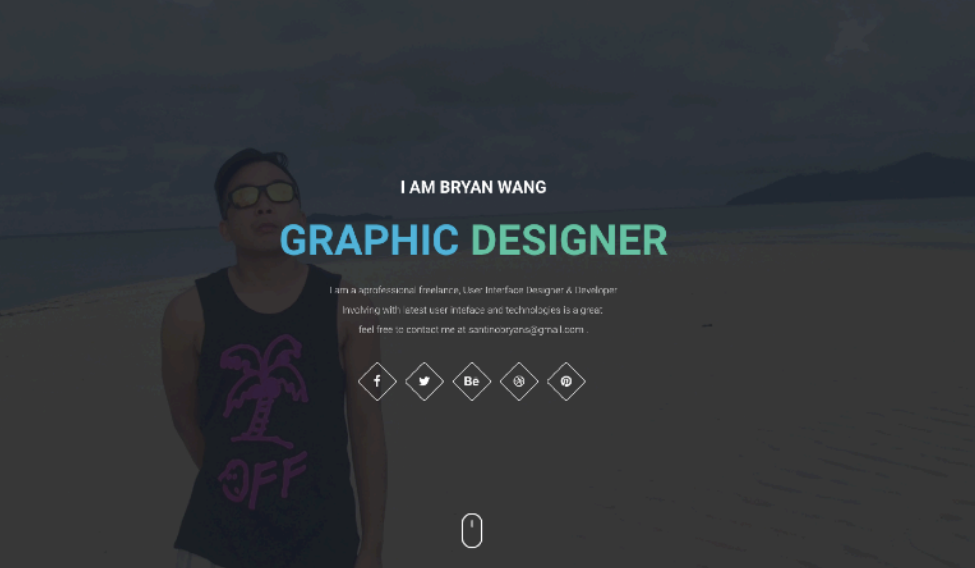 I AM BRYAN WANG
GRAPHIC DESIGNER
I am a aprofessional freelance, User Interface Designer & Developer
Involving with latest user inteface and technologies is a great
feel free to contact me at santinobryans@gmail.com .
Be
OFF